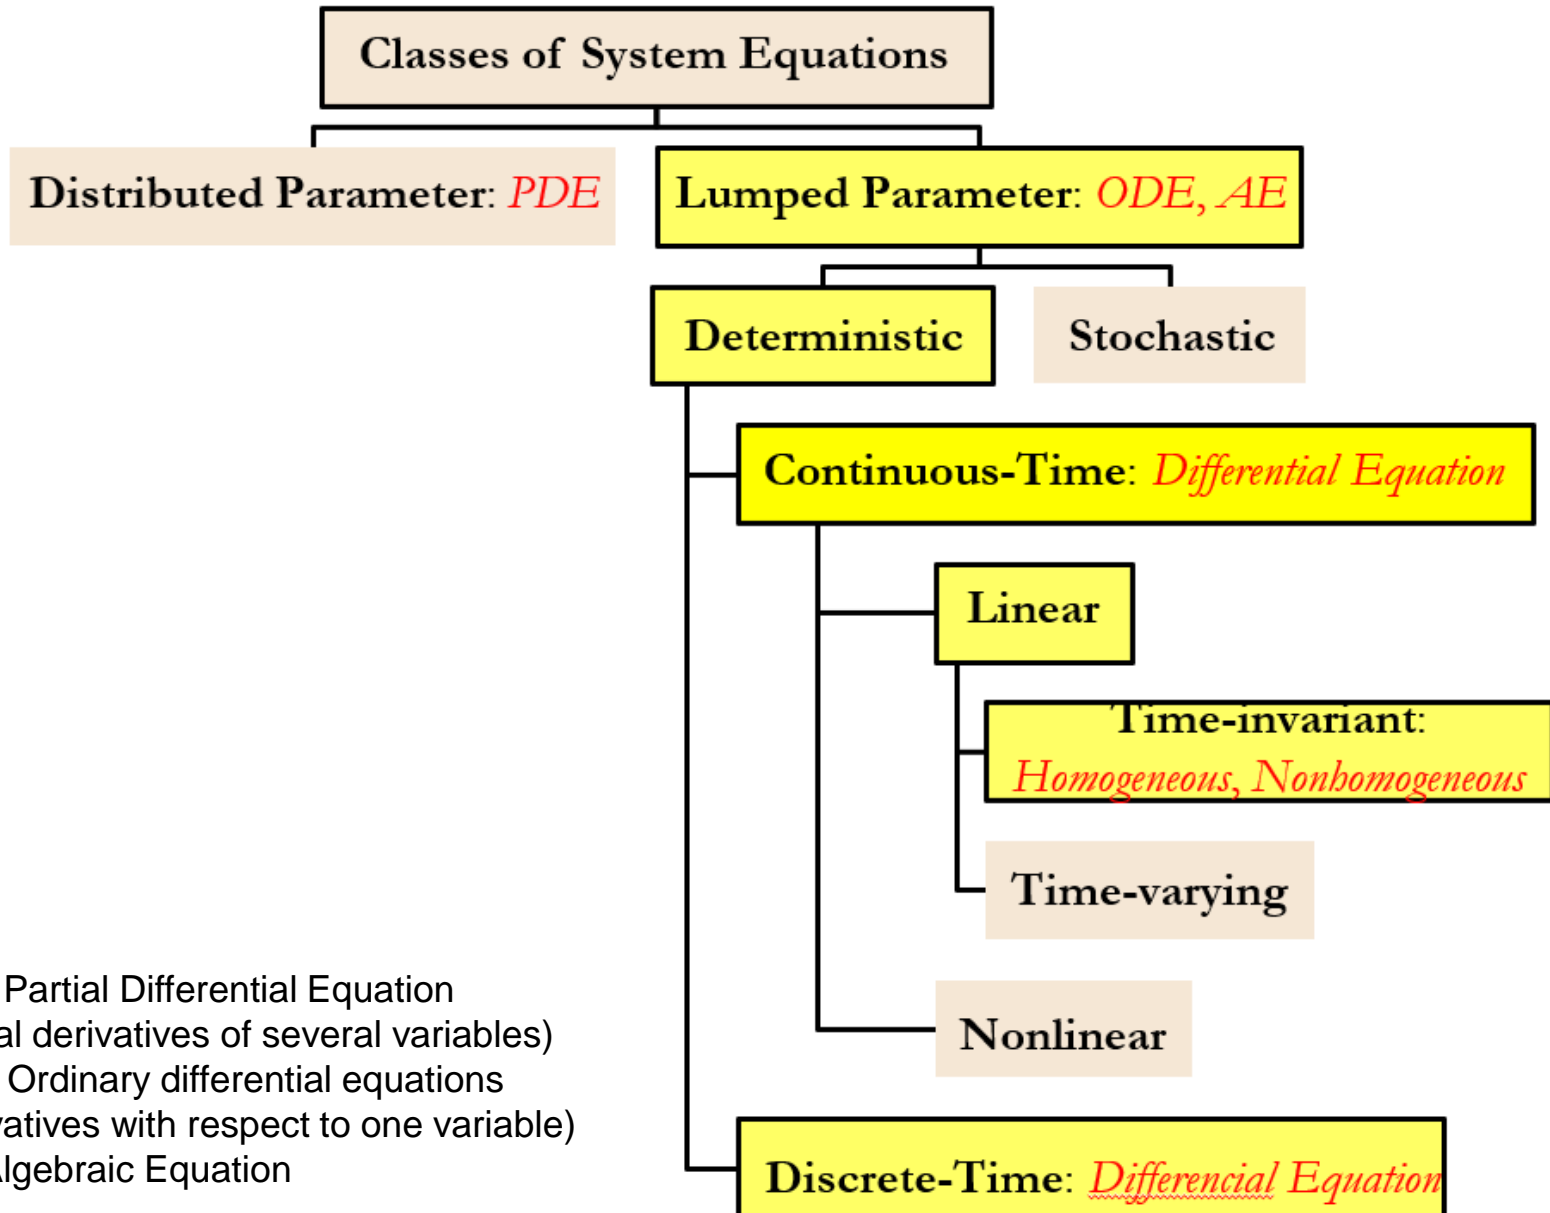 Classes of System Equations
Distributed Parameter: PDE
Lumped Parameter: ODE, AE
Deterministic
Stochastic
Continuous-Time: Differential Equation
Linear
Time-invariant:
Homogeneous, Nonhomogeneous
Time-varying
Nonlinear
Discrete-Time: Differencial Equation
Partial Differential Equation
al derivatives of several variables)
Ordinary differential equations
vatives with respect to one variable)
Algebraic Equation